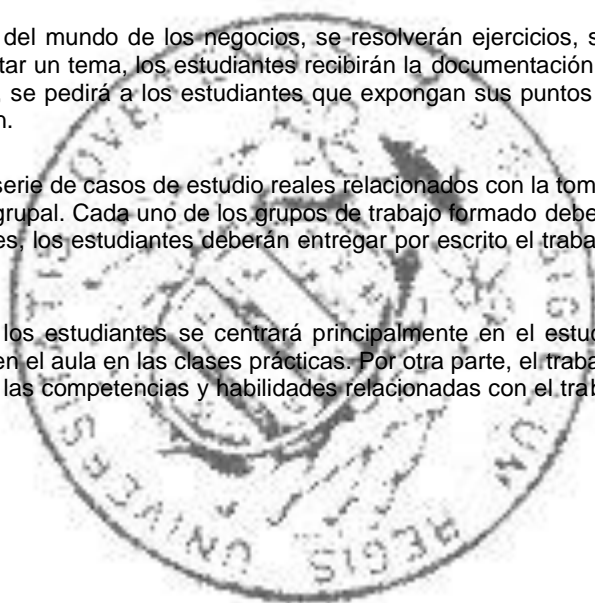 del mundo de los negocios, se resolverán ejercicios, s
tar un tema, los estudiantes recibirán la documentación
se pedirá a los estudiantes que expongan sus puntos
n.
serie de casos de estudio reales relacionados con la tom
grupal. Cada uno de los grupos de trabajo formado debe
es, los estudiantes deberán entregar por escrito el traba
los estudiantes se centrará principalmente en el estud
en el aula en las clases prácticas. Por otra parte, el traba
las competencias y habilidades relacionadas con el trab
UNIVERSITIS
REGIS